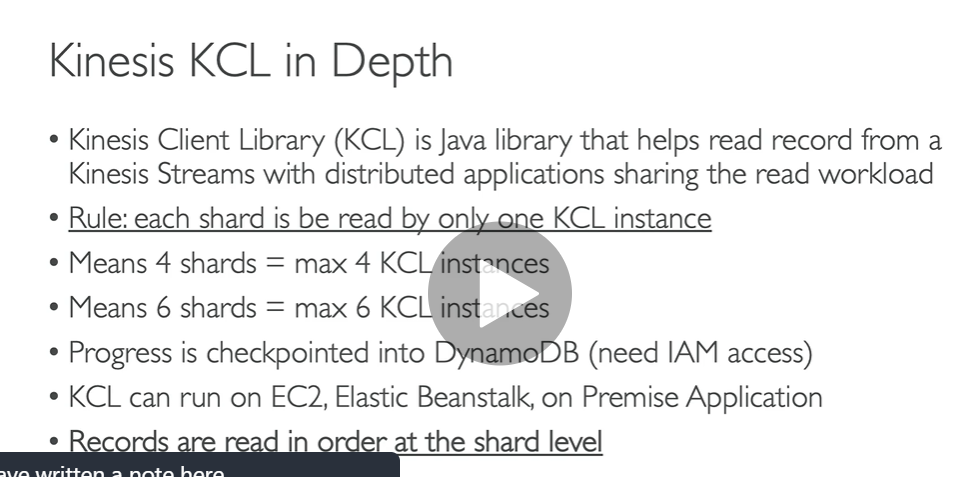 Kinesis KCL in Depth
• Kinesis Client Library (KCL) is Java library that helps read record from a
Kinesis Streams with distributed applications sharing the read workload
• Rule: each shard is be read by only one KCL instance
• Means 4 shards = max 4 KCL instances
• Means 6 shards = max 6 KCL instances
• Progress is checkpointed into DynamoDB (need IAM access)
• KCL can run on EC2, Elastic Beanstalk, on Premise Application
• Records are read in order at the shard level
written a note here